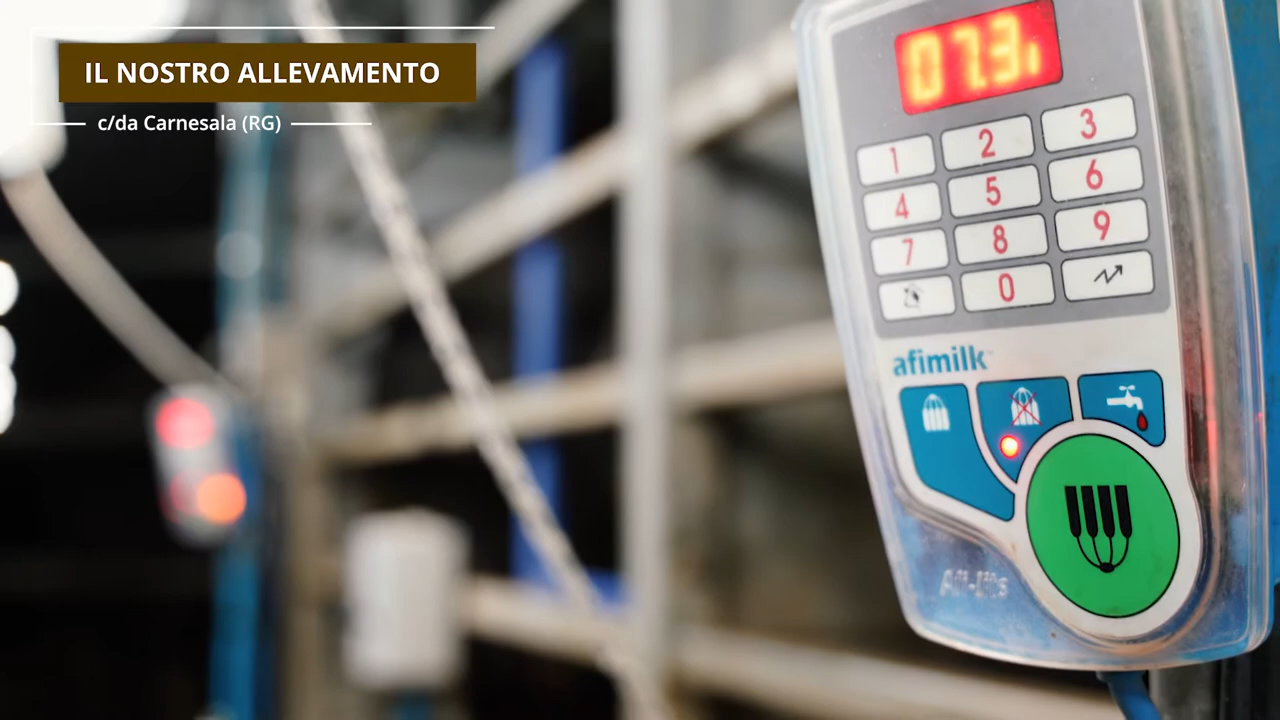 IL NOSTRO ALLEVAMENTO
c/da Carnesala (RG)
07.3
1 2 3
4 5 6
7 8 9
0
afimilk